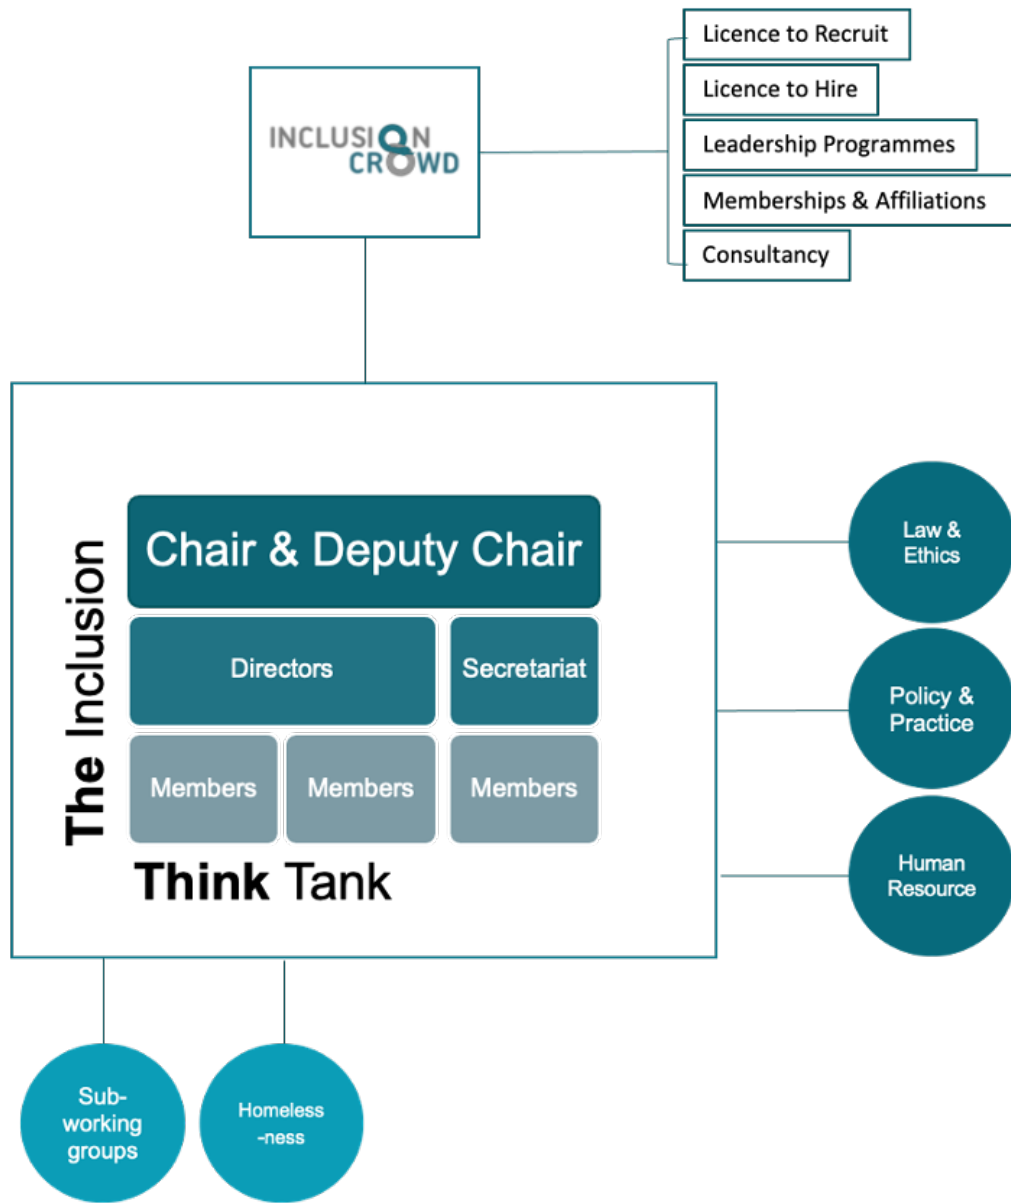 Licence to Recruit
INCLUSION
CROWD
Licence to Hire
Leadership Programmes
Memberships & Affiliations
Consultancy
The Inclusion
Chair & Deputy Chair
Directors
Secretariat
Members
Members
Members
Think Tank
Law &
Ethics
Policy &
Practice
Human
Resource
Sub-
working
groups
Homeless
-ness